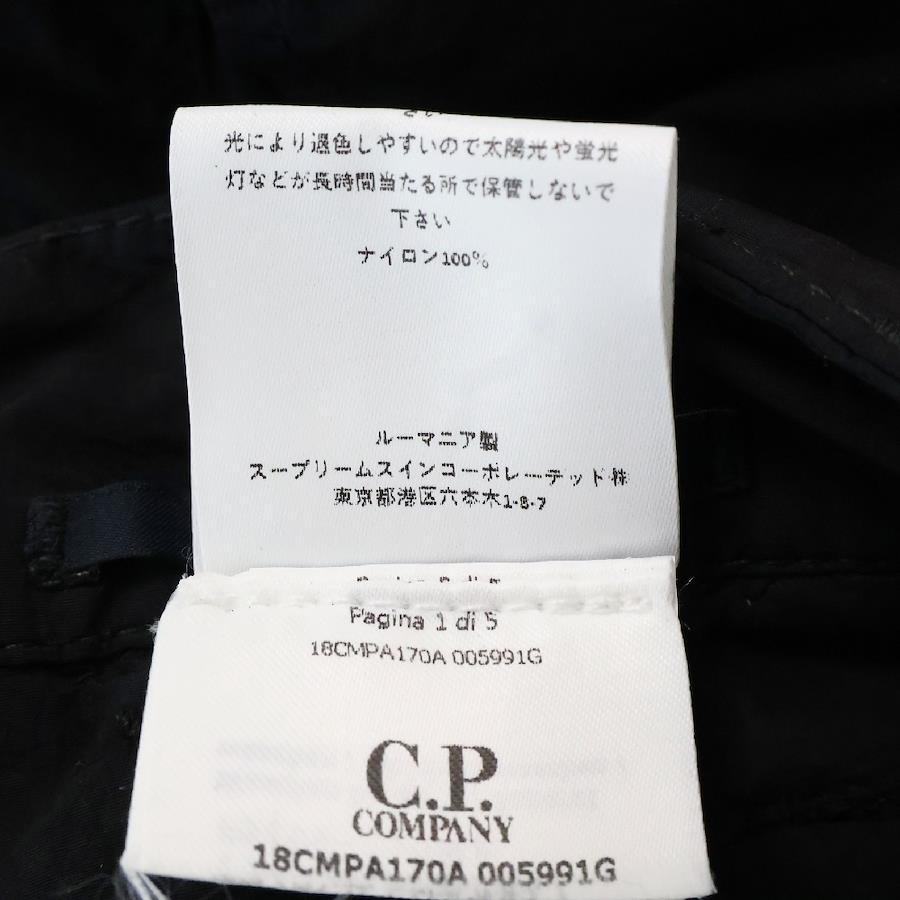 さい
光により退色しやすいので太陽光や蛍光
灯などが長時間当たる所で保管しないで
下さい
ナイロン100%
ルーマニア製
スープリームスインコーポレーテッド株
東京都港区六本木1-8-7
Pagina 1 di 5
18CMPA170A 005991G
C.P.
COMPANY
18CMPA170A 005991G